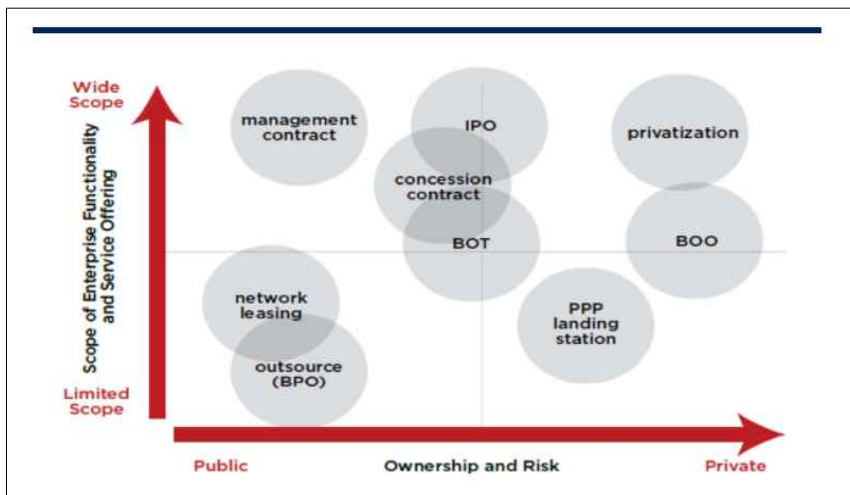 Wide
Scope
Scope of Enterprise Functionality
and Service Offering
Limited
Scope
management
contract
IPO
privatization
concession
contract
BOT
BOO
network
leasing
PPP
landing
station
outsource
(BPO)
Public
Ownership and Risk
Private